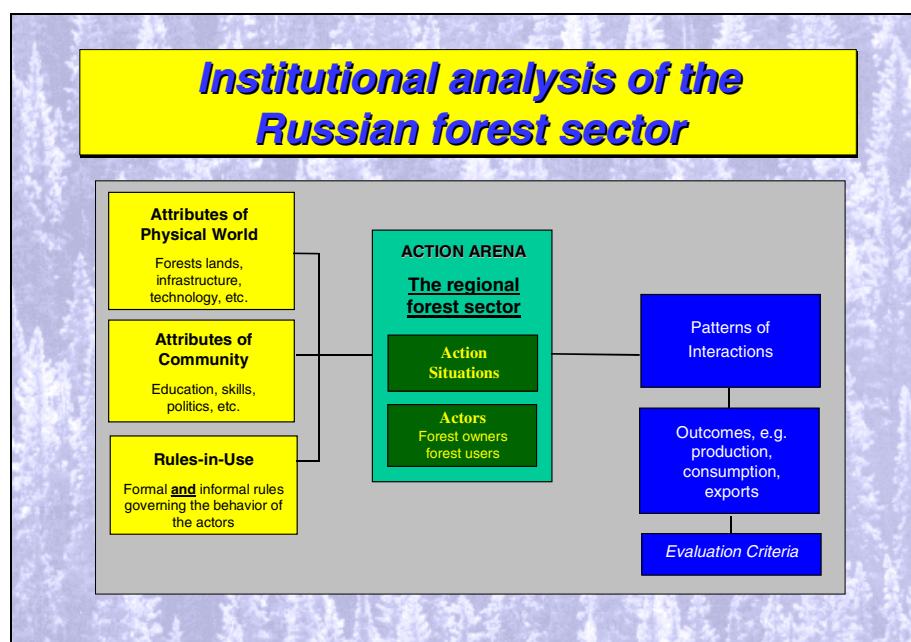 Institutional analysis of the
Russian forest sector
Attributes of
Physical World
Forests lands,
infrastructure,
technology, etc.
Attributes of
Community
Education, skills,
politics, etc.
Rules-in-Use
Formal and informal rules
governing the behavior of
the actors
ACTION ARENA
The regional
forest sector
Action
Situations
Actors
Forest owners
forest users
Patterns of
Interactions
Outcomes, e.g.
production,
consumption,
exports
Evaluation Criteria